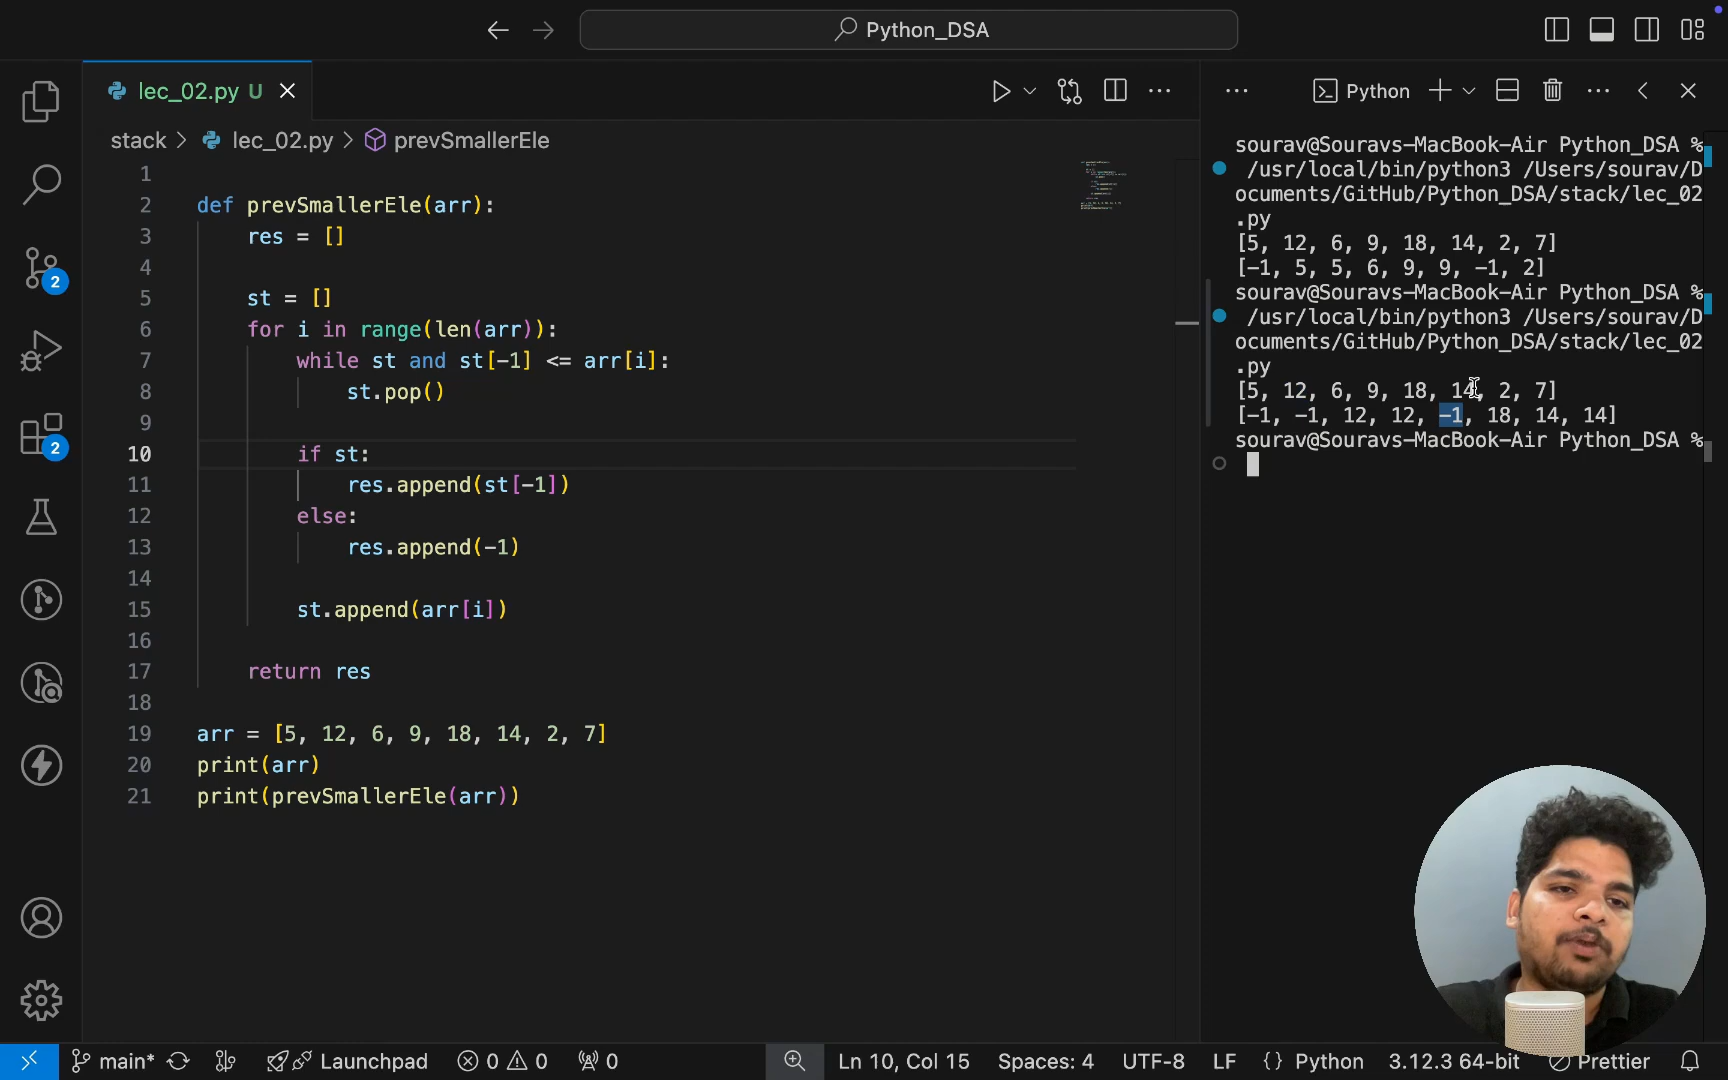 Python_DSA
lec_02.py U
Python
stack > lec_02.py > prevSmallerEle
1
2 def prevSmallerEle(arr):
3 res = []
4
5 st = []
6 for i in range(len(arr)):
7 while st and st[-1] <= arr[i]:
8 st.pop()
9
10 if st:
11 res.append(st[-1])
12 else:
13 res.append(-1)
14
15 st.append(arr[i])
16
17 return res
18
19 arr = [5, 12, 6, 9, 18, 14, 2, 7]
20 print(arr)
21 print(prevSmallerEle(arr))
sourav@Souravs-MacBook-Air Python_DSA %
/usr/local/bin/python3 /Users/sourav/D
ocuments/GitHub/Python_DSA/stack/lec_02
.py
[5, 12, 6, 9, 18, 14, 2, 7]
[-1, 5, 5, 6, 9, 9, -1, 2]
sourav@Souravs-MacBook-Air Python_DSA %
/usr/local/bin/python3 /Users/sourav/D
ocuments/GitHub/Python_DSA/stack/lec_02
.py
[5, 12, 6, 9, 18, 14, 2, 7]
[-1, -1, 12, 12, -1, 18, 14, 14]
sourav@Souravs-MacBook-Air Python_DSA %
2
2
main* Launchpad 0 0 0 Ln 10, Col 15 Spaces: 4 UTF-8 LF {} Python 3.12.3 64-bit Prettier